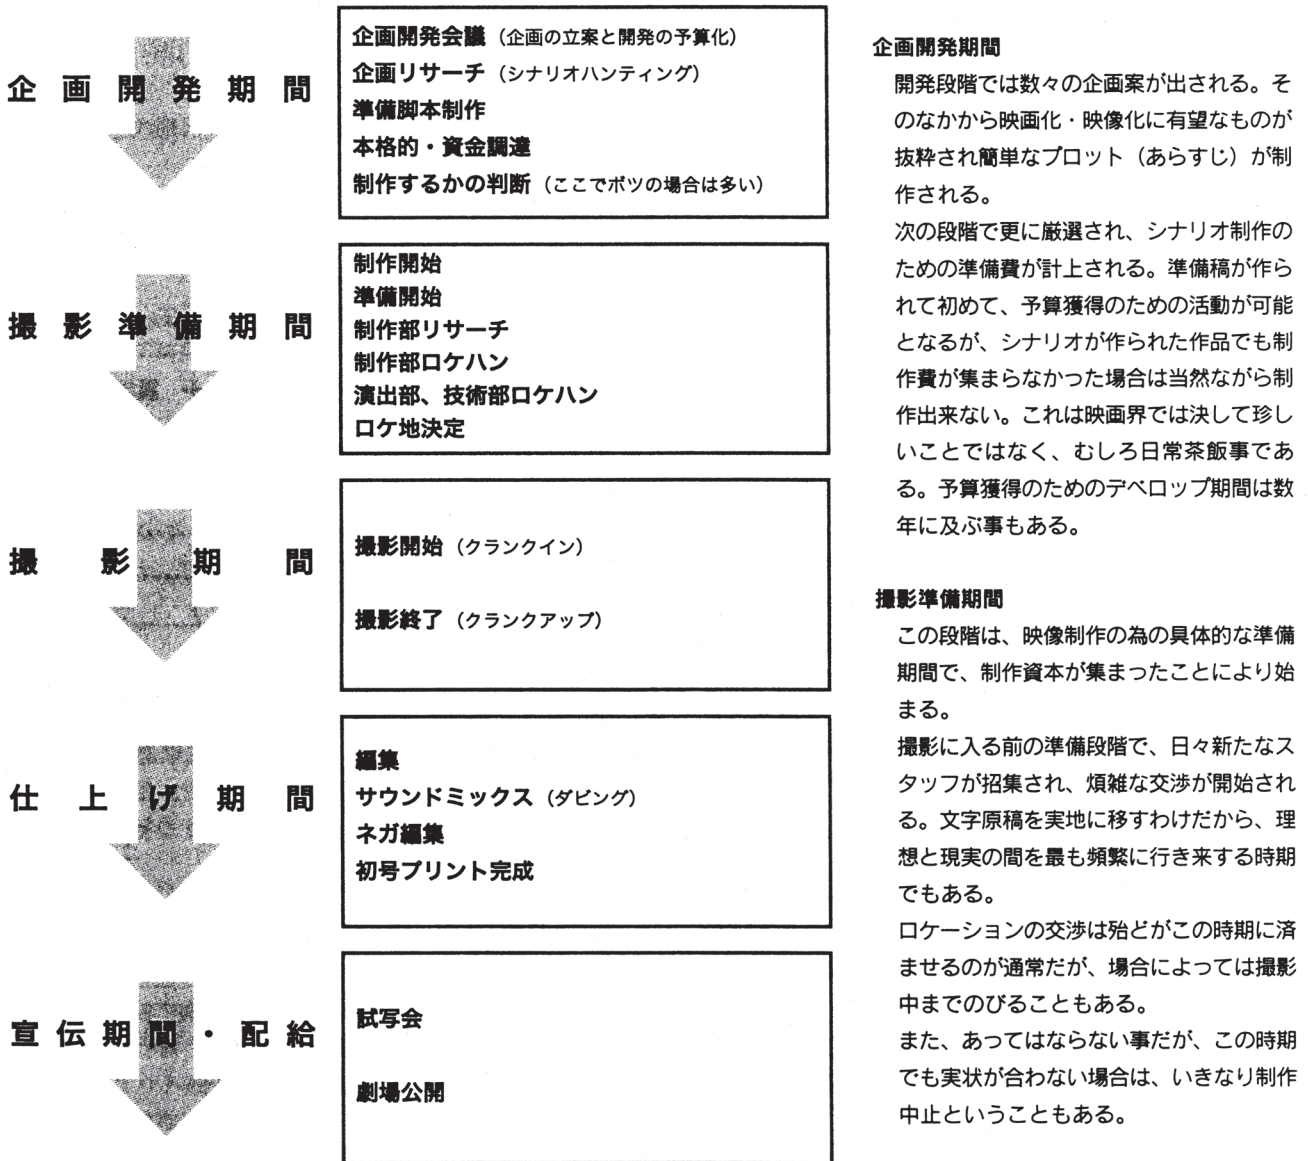 企画開発期間
企画開発会議（企画の立案と開発の予算化）
企画リサーチ（シナリオハンティング）
準備脚本制作
本格的・資金調達
制作するかの判断（ここでボツの場合は多い）
撮影準備期間
制作開始
準備開始
制作部リサーチ
制作部ロケハン
演出部、技術部ロケハン
ロケ地決定
撮影期間
撮影開始（クランクイン）
撮影終了（クランクアップ）
仕上げ期間
編集
サウンドミックス（ダビング）
ネガ編集
初号プリント完成
宣伝期間・配給
試写会
劇場公開
企画開発期間
開発段階では数々の企画案が出される。そ
のなかから映画化・映像化に有望なものが
抜粋され簡単なプロット（あらすじ）が制
作される。
次の段階で更に厳選され、シナリオ制作の
ための準備費が計上される。準備稿が作ら
れて初めて、予算獲得のための活動が可能
となるが、シナリオが作られた作品でも制
作費が集まらなかった場合は当然ながら制
作出来ない。これは映画界では決して珍し
いことではなく、むしろ日常茶飯事であ
る。予算獲得のためのデベロップ期間は数
年に及ぶ事もある。
撮影準備期間
この段階は、映像制作の為の具体的な準備
期間で、制作資本が集まったことにより始
まる。
撮影に入る前の準備段階で、日々新たなス
タッフが招集され、煩雑な交渉が開始され
る。文字原稿を実地に移すわけだから、理
想と現実の間を最も頻繁に行き来する時期
でもある。
ロケーションの交渉は殆どがこの時期に済
ませるのが通常だが、場合によっては撮影
中までのびることもある。
また、あってはならない事だが、この時期
でも実状が合わない場合は、いきなり制作
中止ということもある。